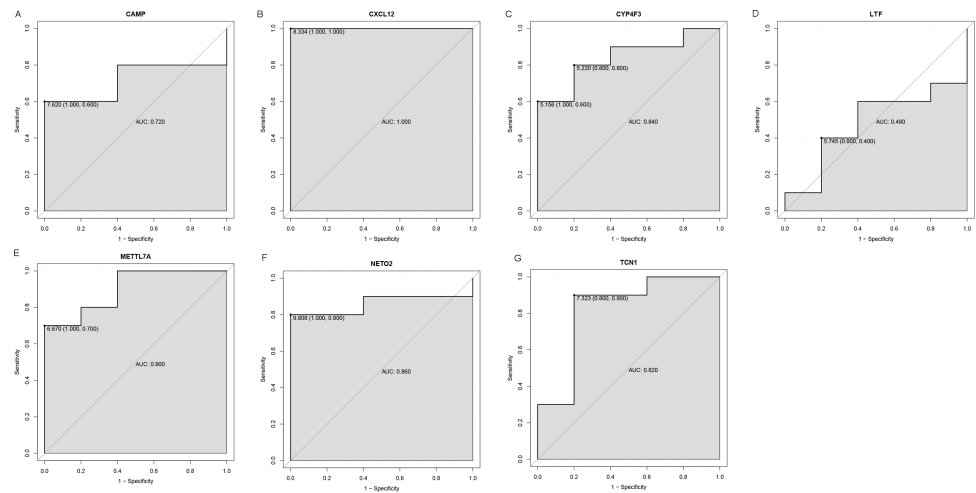 A
CAMP
1.0
0.8
0.6
0.4
0.2
0.0
Sensitivity
7.620 (1.000, 0.600)
AUC: 0.720
0.0 0.2 0.4 0.6 0.8 1.0
1 − Specificity
B
CXCL12
1.0
0.8
0.6
0.4
0.2
0.0
Sensitivity
8.334 (1.000, 1.000)
AUC: 1.000
0.0 0.2 0.4 0.6 0.8 1.0
1 − Specificity
C
CYP4F3
1.0
0.8
0.6
0.4
0.2
0.0
Sensitivity
5.220 (0.800, 0.800)
5.156 (1.000, 0.600)
AUC: 0.840
0.0 0.2 0.4 0.6 0.8 1.0
1 − Specificity
D
LTF
1.0
0.8
0.6
0.4
0.2
0.0
Sensitivity
5.745 (0.800, 0.400)
AUC: 0.480
0.0 0.2 0.4 0.6 0.8 1.0
1 − Specificity
E
METTL7A
1.0
0.8
0.6
0.4
0.2
0.0
Sensitivity
6.670 (1.000, 0.700)
AUC: 0.900
0.0 0.2 0.4 0.6 0.8 1.0
1 − Specificity
F
NETO2
1.0
0.8
0.6
0.4
0.2
0.0
Sensitivity
9.808 (1.000, 0.800)
AUC: 0.860
0.0 0.2 0.4 0.6 0.8 1.0
1 − Specificity
G
TCN1
1.0
0.8
0.6
0.4
0.2
0.0
Sensitivity
7.323 (0.800, 0.900)
AUC: 0.820
0.0 0.2 0.4 0.6 0.8 1.0
1 − Specificity